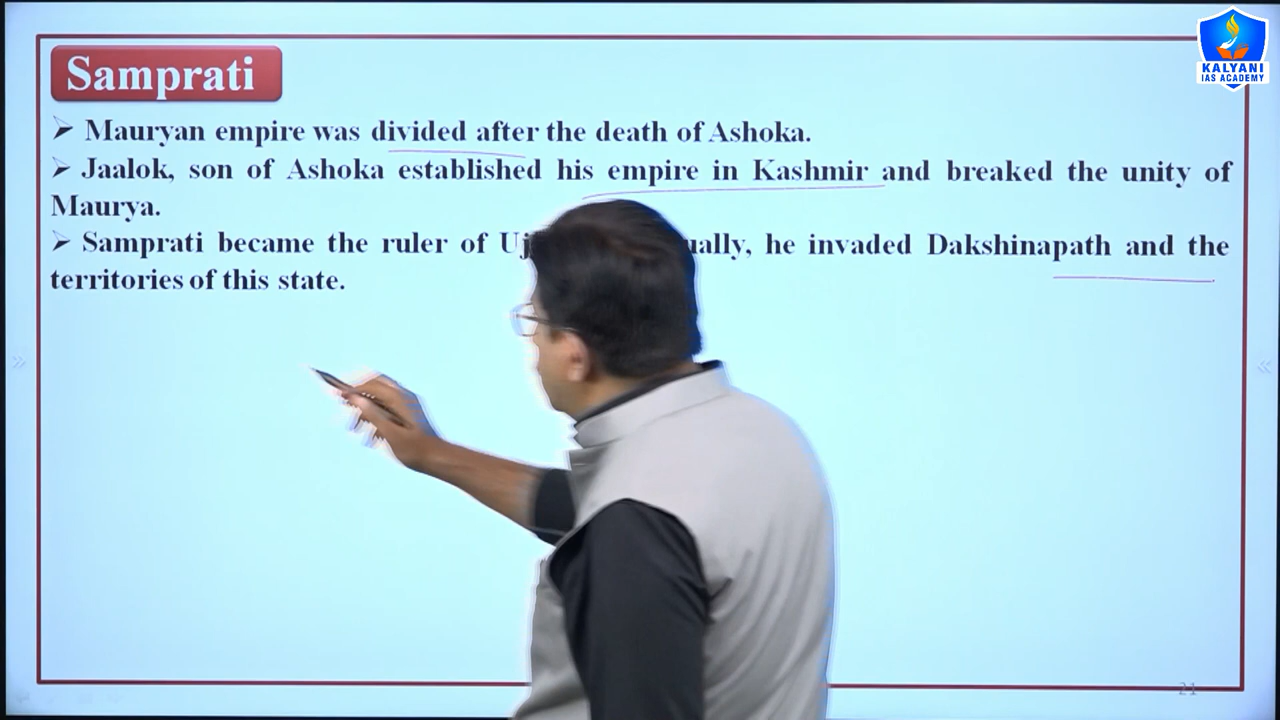 Samprati
KALYANI
IAS ACADEMY
➢ Mauryan empire was divided after the death of Ashoka.
➢ Jaalok, son of Ashoka established his empire in Kashmir and breaked the unity of
Maurya.
➢ Samprati became the ruler of he invaded Dakshinapath and the
territories of this state.
21